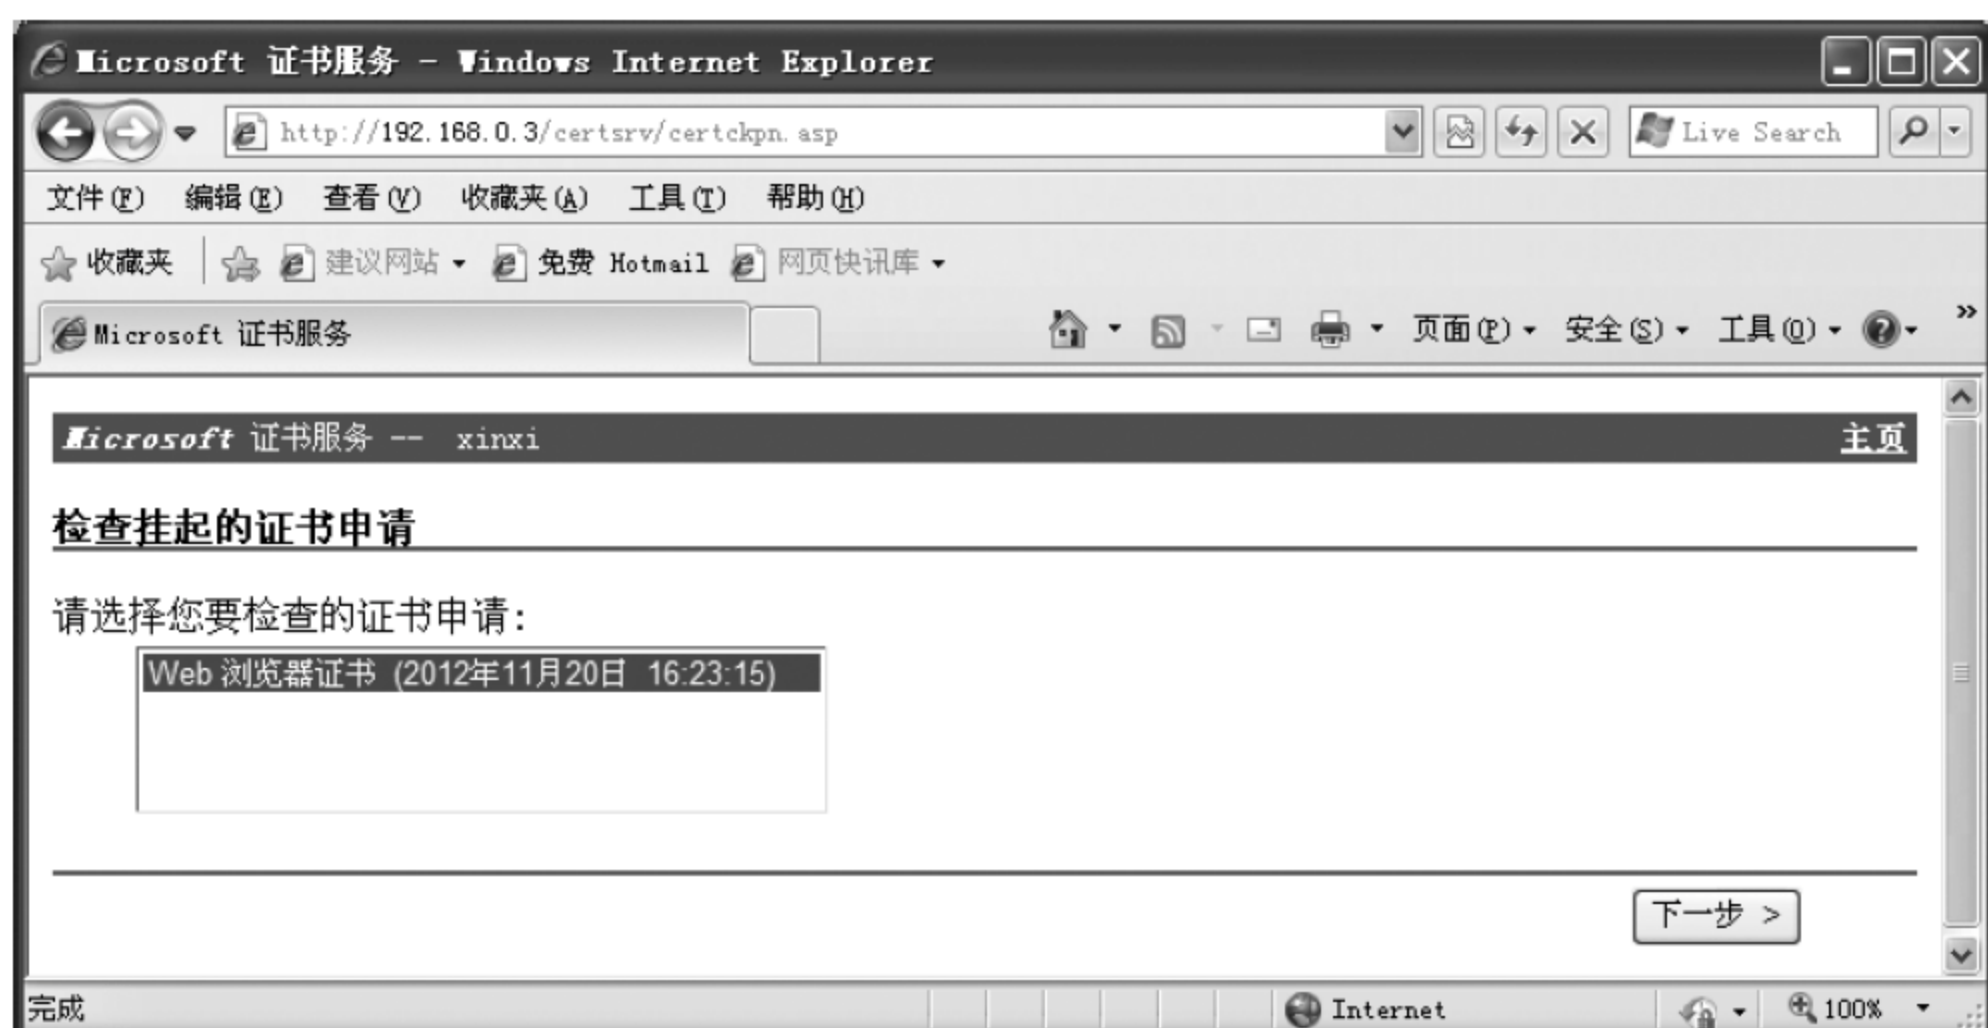 Microsoft 证书服务 - Windows Internet Explorer
http://192.168.0.3/certsrv/certckpn.asp
Live Search
文件(F) 编辑(E) 查看(V) 收藏夹(A) 工具(T) 帮助(H)
收藏夹 建议网站 免费 Hotmail 网页快讯库
Microsoft 证书服务
页面(P) 安全(S) 工具(O) »
Microsoft 证书服务 -- xinxi 主页
检查挂起的证书申请
请选择您要检查的证书申请:
Web 浏览器证书 (2012年11月20日 16:23:15)
下一步 >
完成 Internet 100%